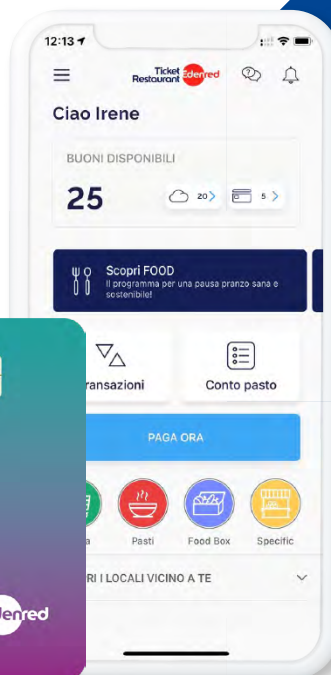 12:13
Ticket
Restaurant Edenred
Ciao Irene
BUONI DISPONIBILI
25
20
5
Scopri FOOD
Il programma per una pausa pranzo sana e
sostenibile!
ransazioni
Conto pasto
PAGA ORA
a
Pasti
Food Box
Specific
RI I LOCALI VICINO A TE
enred